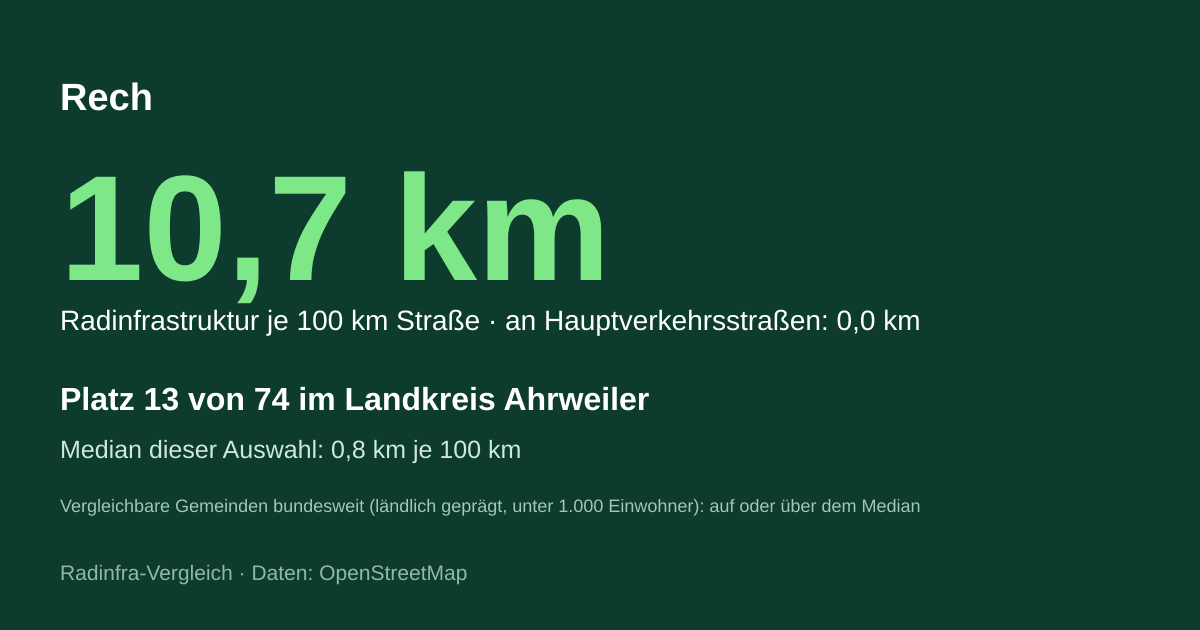 Rech
10,7 km
Radinfrastruktur je 100 km Straße · an Hauptverkehrsstraßen: 0,0 km
Platz 13 von 74 im Landkreis Ahrweiler
Median dieser Auswahl: 0,8 km je 100 km
Vergleichbare Gemeinden bundesweit (ländlich geprägt, unter 1.000 Einwohner): auf oder über dem Median
Radinfra-Vergleich · Daten: OpenStreetMap